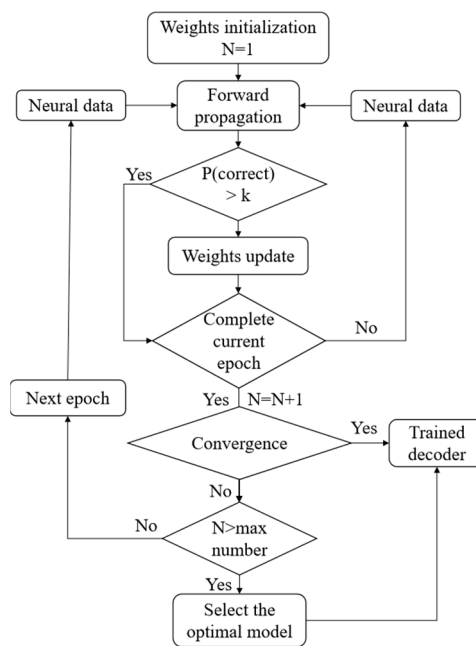 Weights initialization
N=1
Neural data
Forward
propagation
Neural data
Yes
P(correct)
> k
Weights update
Complete
current
epoch
No
Next epoch
Yes
N=N+1
Convergence
Yes
Trained
decoder
No
No
N>max
number
Yes
Select the
optimal model